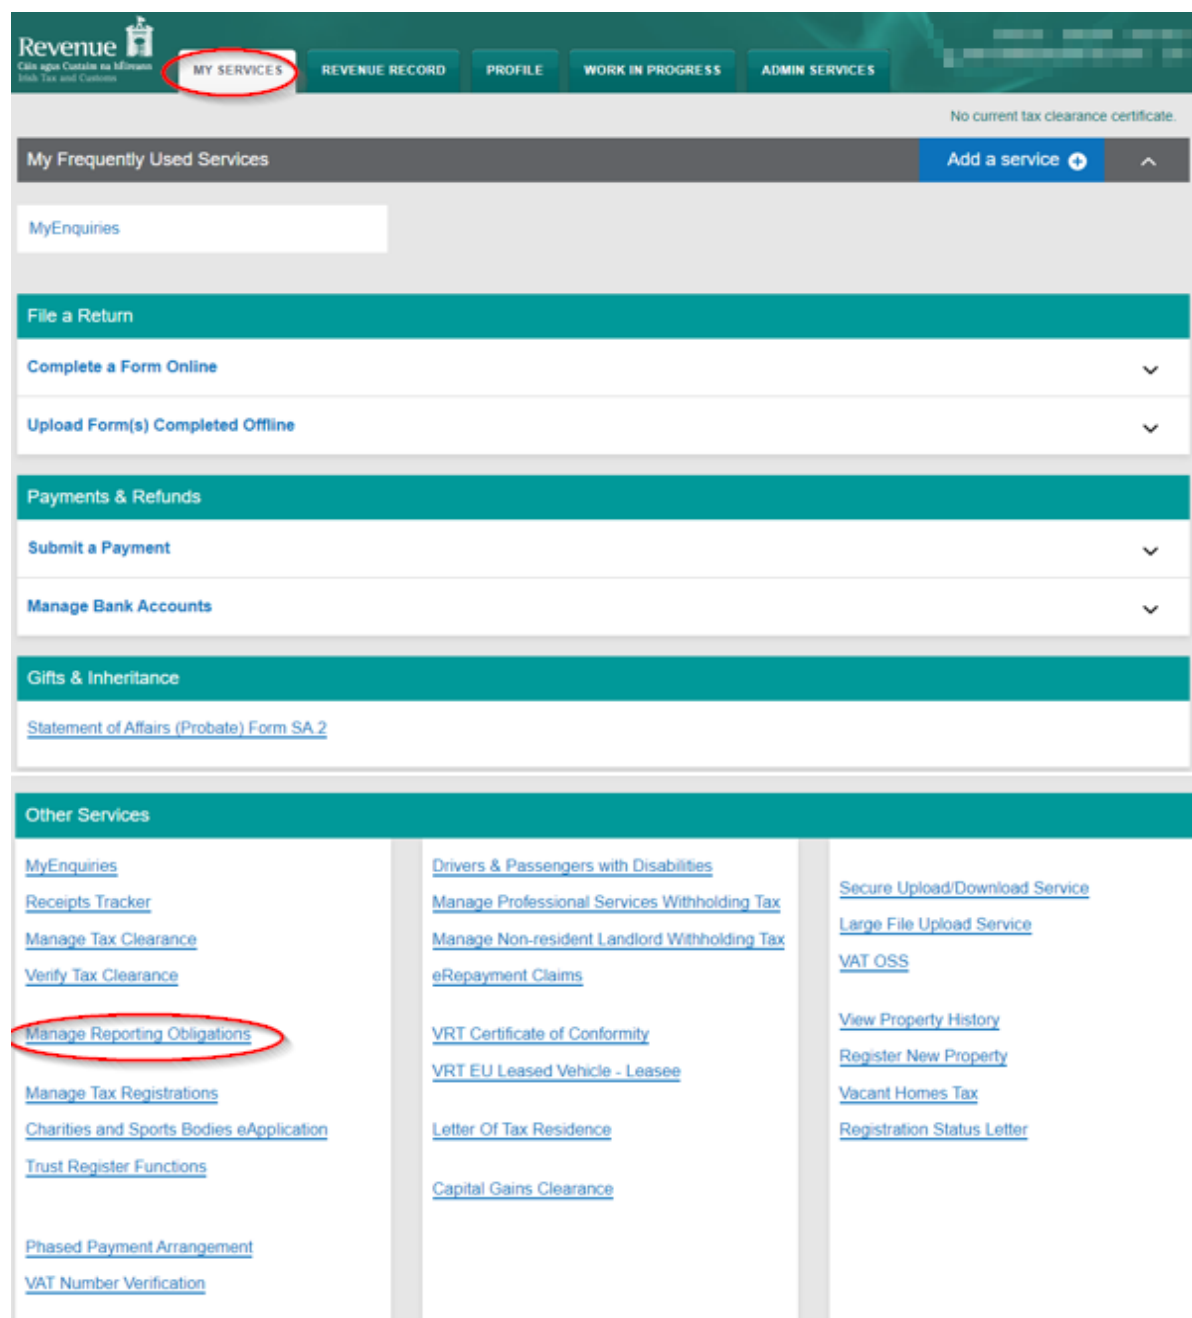 Revenue
Cáin agus Custaim na hÉireann
Irish Tax and Customs
MY SERVICES
REVENUE RECORD
PROFILE
WORK IN PROGRESS
ADMIN SERVICES
No current tax clearance certificate.
My Frequently Used Services
Add a service
MyEnquiries
File a Return
Complete a Form Online
Upload Form(s) Completed Offline
Payments & Refunds
Submit a Payment
Manage Bank Accounts
Gifts & Inheritance
Statement of Affairs (Probate) Form SA.2
Other Services
MyEnquiries
Receipts Tracker
Manage Tax Clearance
Verify Tax Clearance
Manage Reporting Obligations
Manage Tax Registrations
Charities and Sports Bodies eApplication
Trust Register Functions
Phased Payment Arrangement
VAT Number Verification
Drivers & Passengers with Disabilities
Manage Professional Services Withholding Tax
Manage Non-resident Landlord Withholding Tax
eRepayment Claims
VRT Certificate of Conformity
VRT EU Leased Vehicle - Leasee
Letter Of Tax Residence
Capital Gains Clearance
Secure Upload/Download Service
Large File Upload Service
VAT OSS
View Property History
Register New Property
Vacant Homes Tax
Registration Status Letter